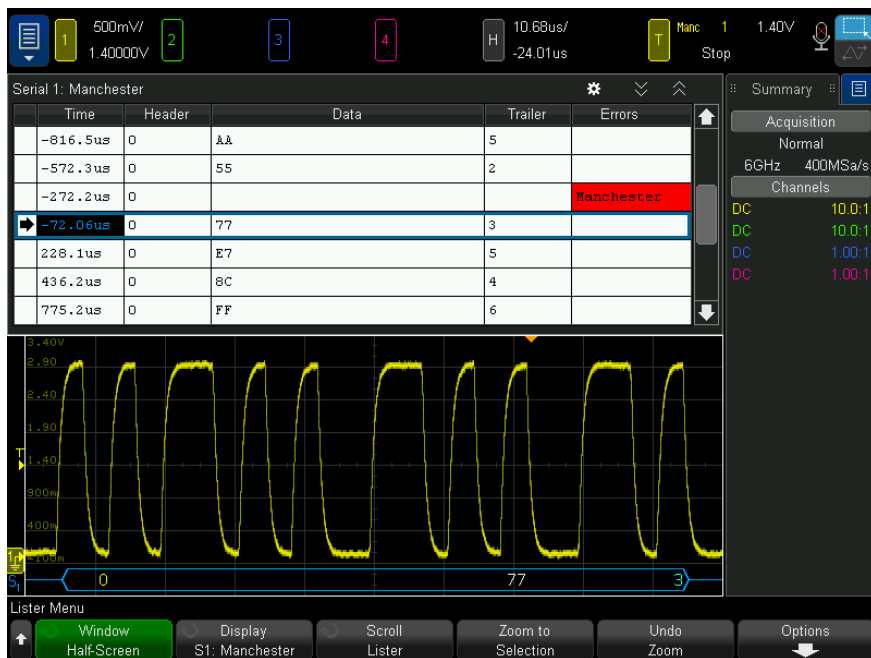 1 500mV/ 1.40000V 2 3 4 H 10.68us/ -24.01us T Manc 1 1.40V Stop
Serial 1: Manchester
Summary
Time Header Data Trailer Errors
-816.5us 0 AA 5
-572.3us 0 55 2
-272.2us 0 Manchester
-72.06us 0 77 3
228.1us 0 E7 5
436.2us 0 8C 4
775.2us 0 FF 6
Acquisition
Normal
6GHz 400MSa/s
Channels
DC 10.0:1
DC 10.0:1
DC 1.00:1
DC 1.00:1
3.40V
2.90
2.40
1.90
T
1.40
900m
400m
1
-100m
S1 0 77 3
Lister Menu
Window
Half-Screen
Display
S1: Manchester
Scroll
Lister
Zoom to
Selection
Undo
Zoom
Options